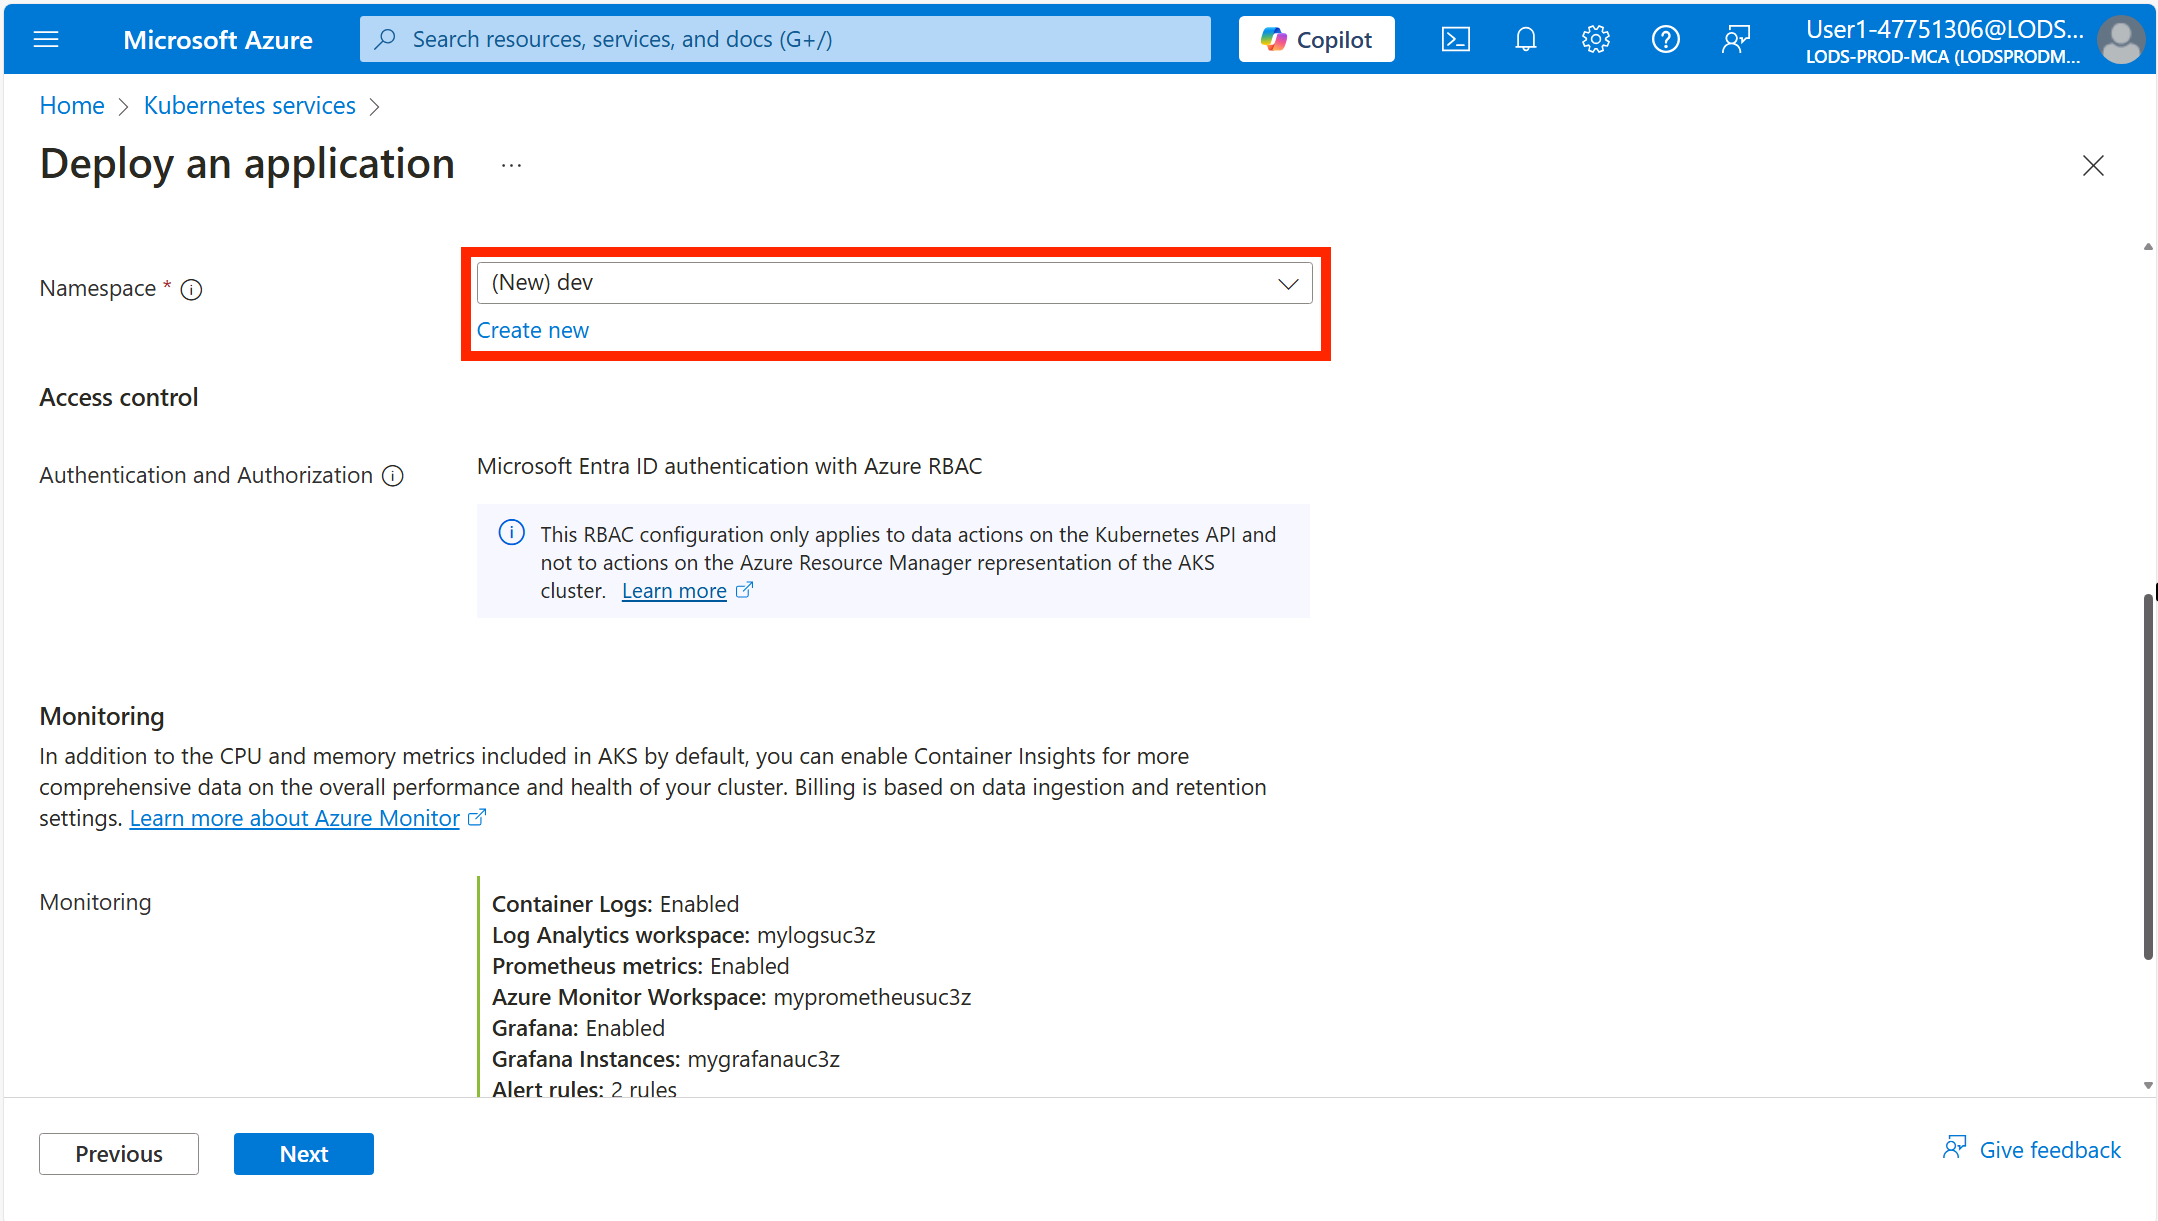 Microsoft Azure
Search resources, services, and docs (G+/)
Copilot
User1-47751306@LODS...
LODS-PROD-MCA (LODSPRODM...
Home > Kubernetes services >
Deploy an application ...
Namespace *
(New) dev
Create new
Access control
Authentication and Authorization
Microsoft Entra ID authentication with Azure RBAC
This RBAC configuration only applies to data actions on the Kubernetes API and
not to actions on the Azure Resource Manager representation of the AKS
cluster. Learn more
Monitoring
In addition to the CPU and memory metrics included in AKS by default, you can enable Container Insights for more
comprehensive data on the overall performance and health of your cluster. Billing is based on data ingestion and retention
settings. Learn more about Azure Monitor
Monitoring
Container Logs: Enabled
Log Analytics workspace: mylogsuc3z
Prometheus metrics: Enabled
Azure Monitor Workspace: myprometheusuc3z
Grafana: Enabled
Grafana Instances: mygrafanauc3z
Alert rules: 2 rules
Previous
Next
Give feedback